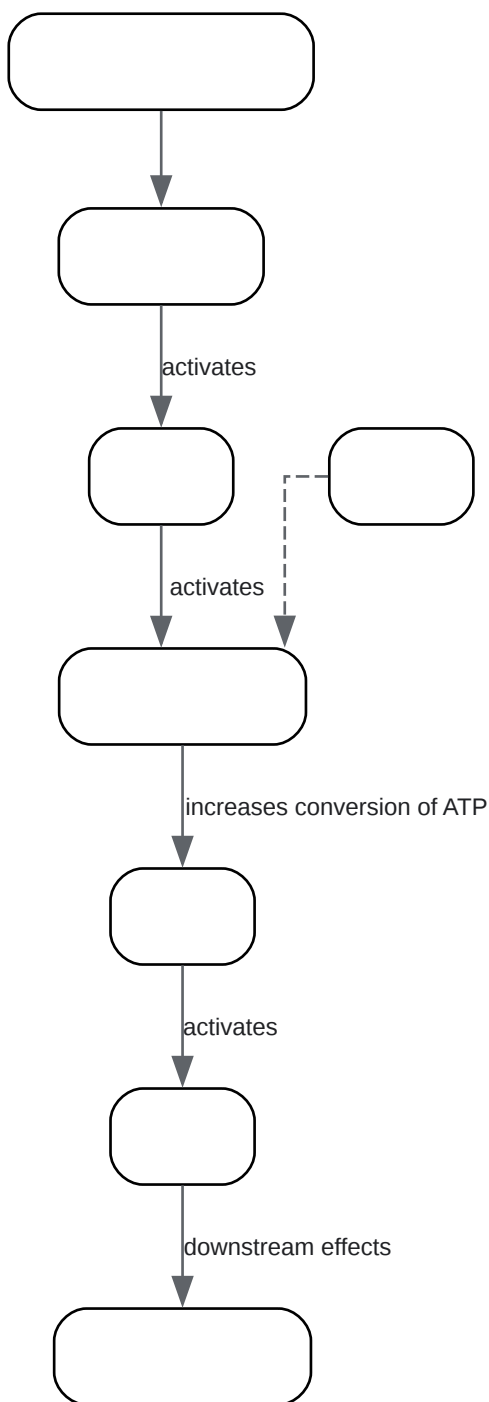 activates
activates
increases conversion of ATP
activates
downstream effects